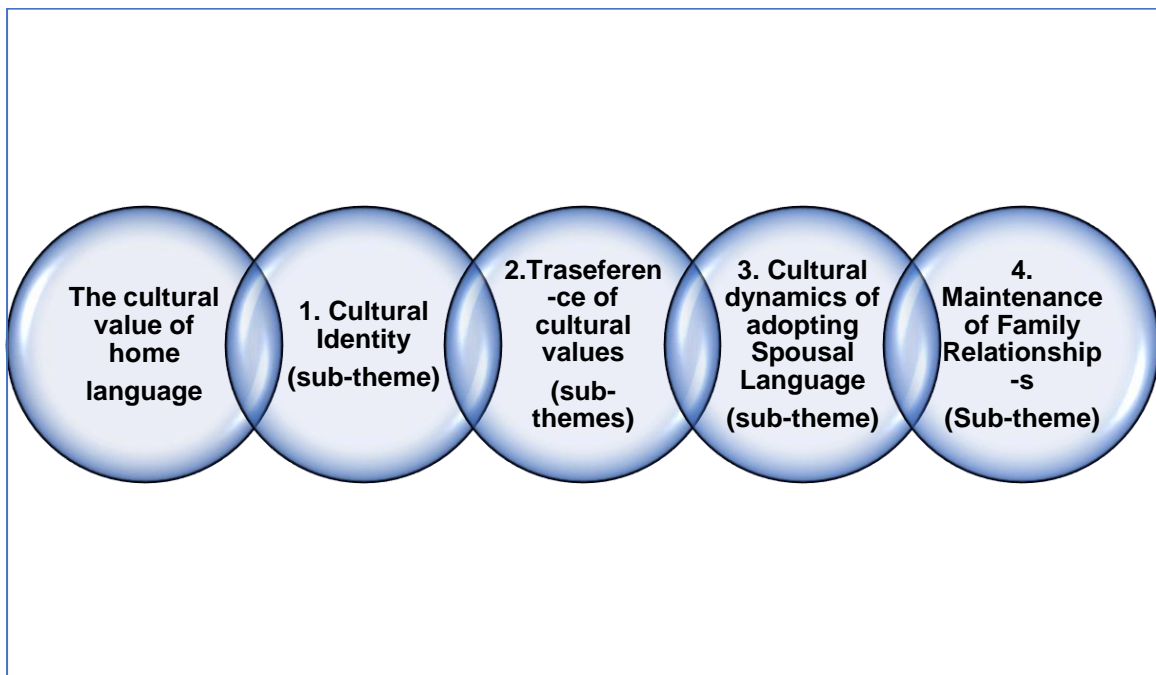 The cultural
value of
home
language
1. Cultural
Identity
(sub-theme)
2.Traseferen
-ce of
cultural
values
(sub-
themes)
3. Cultural
dynamics of
adopting
Spousal
Language
(sub-theme)
4.
Maintenance
of Family
Relationship
-s
(Sub-theme)